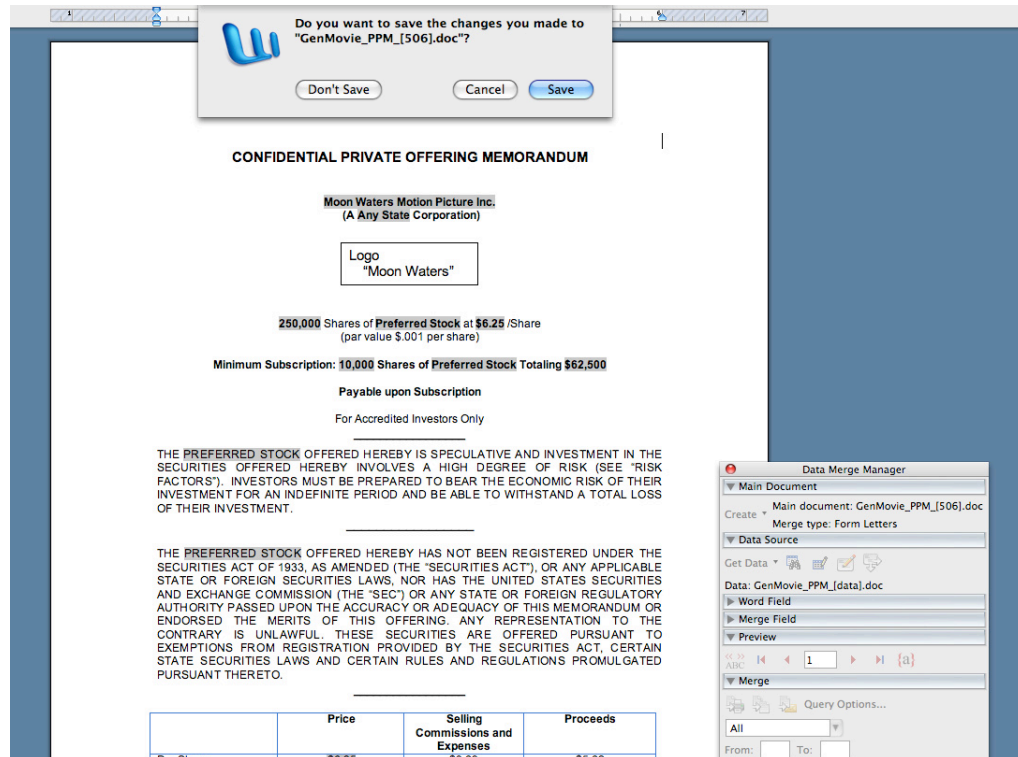 1
6
7
Do you want to save the changes you made to
"GenMovie_PPM_[506].doc"?
Don't Save
Cancel
Save
CONFIDENTIAL PRIVATE OFFERING MEMORANDUM
Moon Waters Motion Picture Inc.
(A Any State Corporation)
Logo
“Moon Waters”
250,000 Shares of Preferred Stock at $6.25 /Share
(par value $.001 per share)
Minimum Subscription: 10,000 Shares of Preferred Stock Totaling $62,500
Payable upon Subscription
For Accredited Investors Only
THE PREFERRED STOCK OFFERED HEREBY IS SPECULATIVE AND INVESTMENT IN THE
SECURITIES OFFERED HEREBY INVOLVES A HIGH DEGREE OF RISK (SEE “RISK
FACTORS”). INVESTORS MUST BE PREPARED TO BEAR THE ECONOMIC RISK OF THEIR
INVESTMENT FOR AN INDEFINITE PERIOD AND BE ABLE TO WITHSTAND A TOTAL LOSS
OF THEIR INVESTMENT.
THE PREFERRED STOCK OFFERED HEREBY HAS NOT BEEN REGISTERED UNDER THE
SECURITIES ACT OF 1933, AS AMENDED (THE “SECURITIES ACT”), OR ANY APPLICABLE
STATE OR FOREIGN SECURITIES LAWS, NOR HAS THE UNITED STATES SECURITIES
AND EXCHANGE COMMISSION (THE “SEC”) OR ANY STATE OR FOREIGN REGULATORY
AUTHORITY PASSED UPON THE ACCURACY OR ADEQUACY OF THIS MEMORANDUM OR
ENDORSED THE MERITS OF THIS OFFERING. ANY REPRESENTATION TO THE
CONTRARY IS UNLAWFUL. THESE SECURITIES ARE OFFERED PURSUANT TO
EXEMPTIONS FROM REGISTRATION PROVIDED BY THE SECURITIES ACT, CERTAIN
STATE SECURITIES LAWS AND CERTAIN RULES AND REGULATIONS PROMULGATED
PURSUANT THERETO.
Price
Selling
Commissions and
Expenses
Proceeds
Data Merge Manager
Main Document
Create
Main document: GenMovie_PPM_[506].doc
Merge type: Form Letters
Data Source
Get Data
Data: GenMovie_PPM_[data].doc
Word Field
Merge Field
Preview
« »
ABC
1
{a}
Merge
Query Options...
All
From:
To: